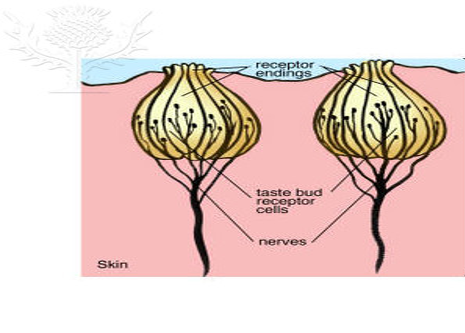 receptor
endings
taste bud
receptor
cells
nerves
Skin